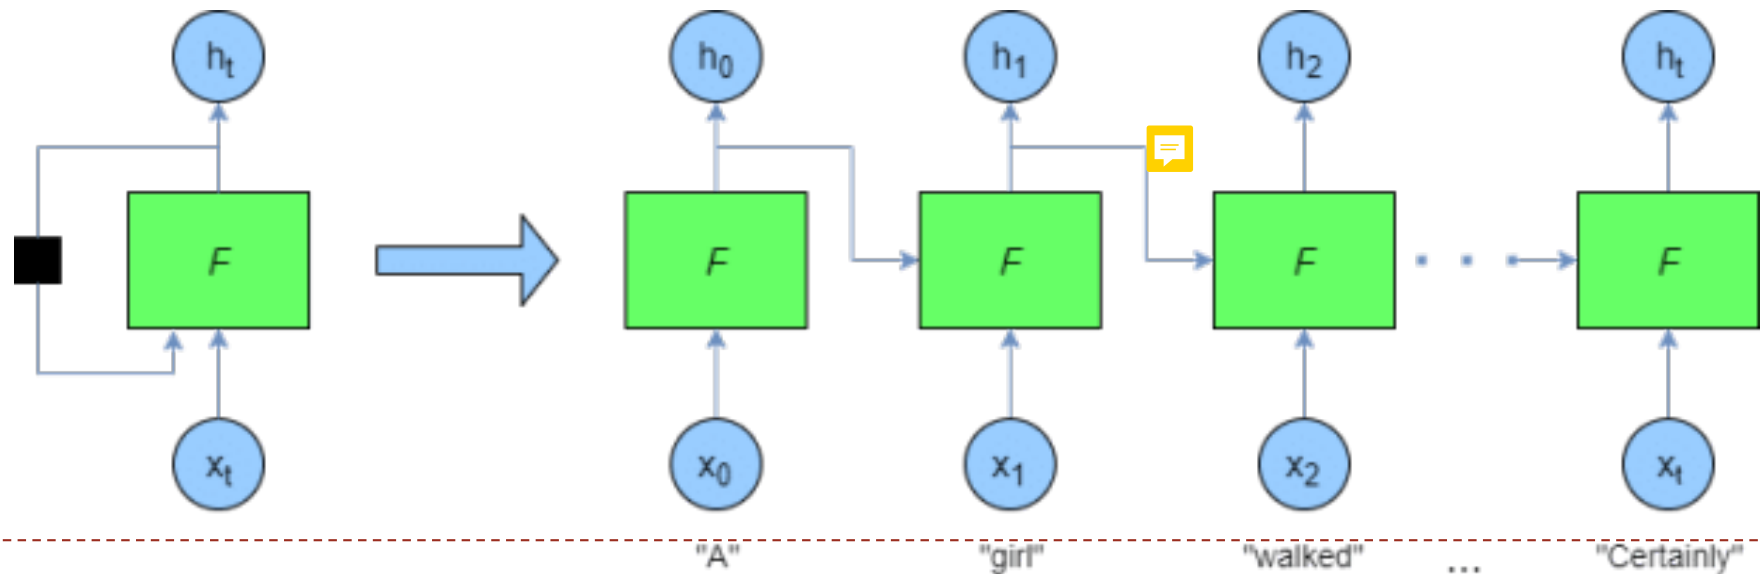 ht h0 h1 h2 ht
F F F F F
xt x0 x1 x2 xt
"A" "girl" "walked" ... "Certainly"